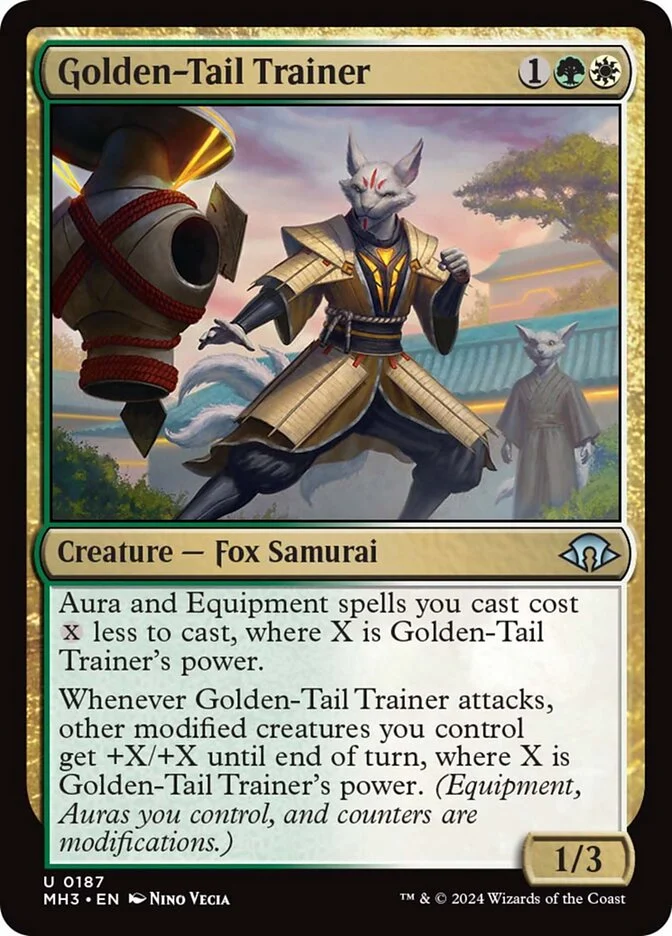 Golden-Tail Trainer 1
Creature — Fox Samurai
Aura and Equipment spells you cast cost
X less to cast, where X is Golden-Tail
Trainer's power.
Whenever Golden-Tail Trainer attacks,
other modified creatures you control
get +X/+X until end of turn, where X is
Golden-Tail Trainer's power. (Equipment,
Auras you control, and counters are
modifications.)
1/3
U 0187
MH3 • EN Nino Vecia
™ & © 2024 Wizards of the Coast